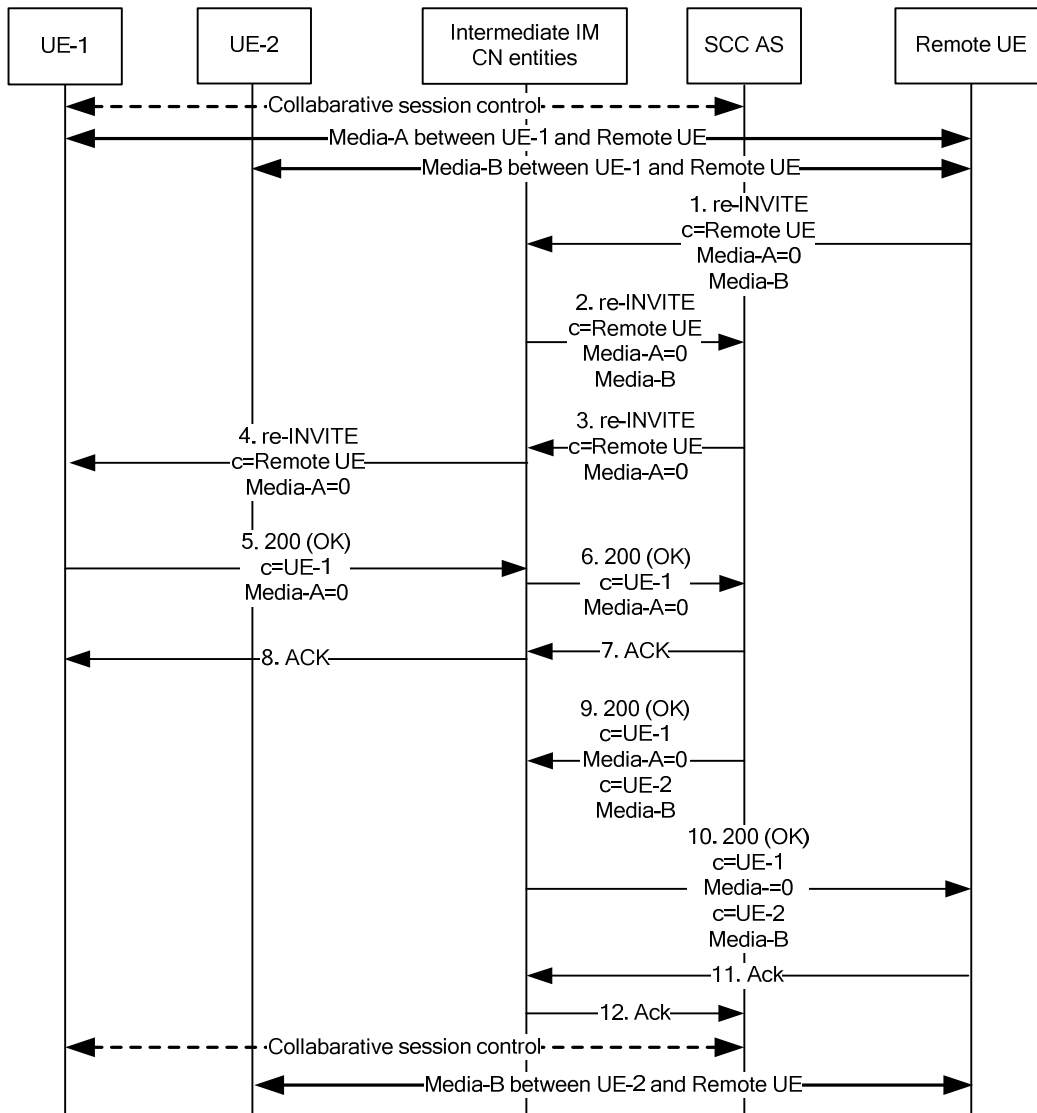 UE-1
UE-2
Intermediate IM
CN entities
SCC AS
Remote UE
Collabarative session control
Media-A between UE-1 and Remote UE
Media-B between UE-1 and Remote UE
1. re-INVITE
c=Remote UE
Media-A=0
Media-B
2. re-INVITE
c=Remote UE
Media-A=0
Media-B
3. re-INVITE
c=Remote UE
Media-A=0
4. re-INVITE
c=Remote UE
Media-A=0
5. 200 (OK)
c=UE-1
Media-A=0
6. 200 (OK)
c=UE-1
Media-A=0
7. ACK
8. ACK
9. 200 (OK)
c=UE-1
Media-A=0
c=UE-2
Media-B
10. 200 (OK)
c=UE-1
Media-=0
c=UE-2
Media-B
11. Ack
12. Ack
Collabarative session control
Media-B between UE-2 and Remote UE